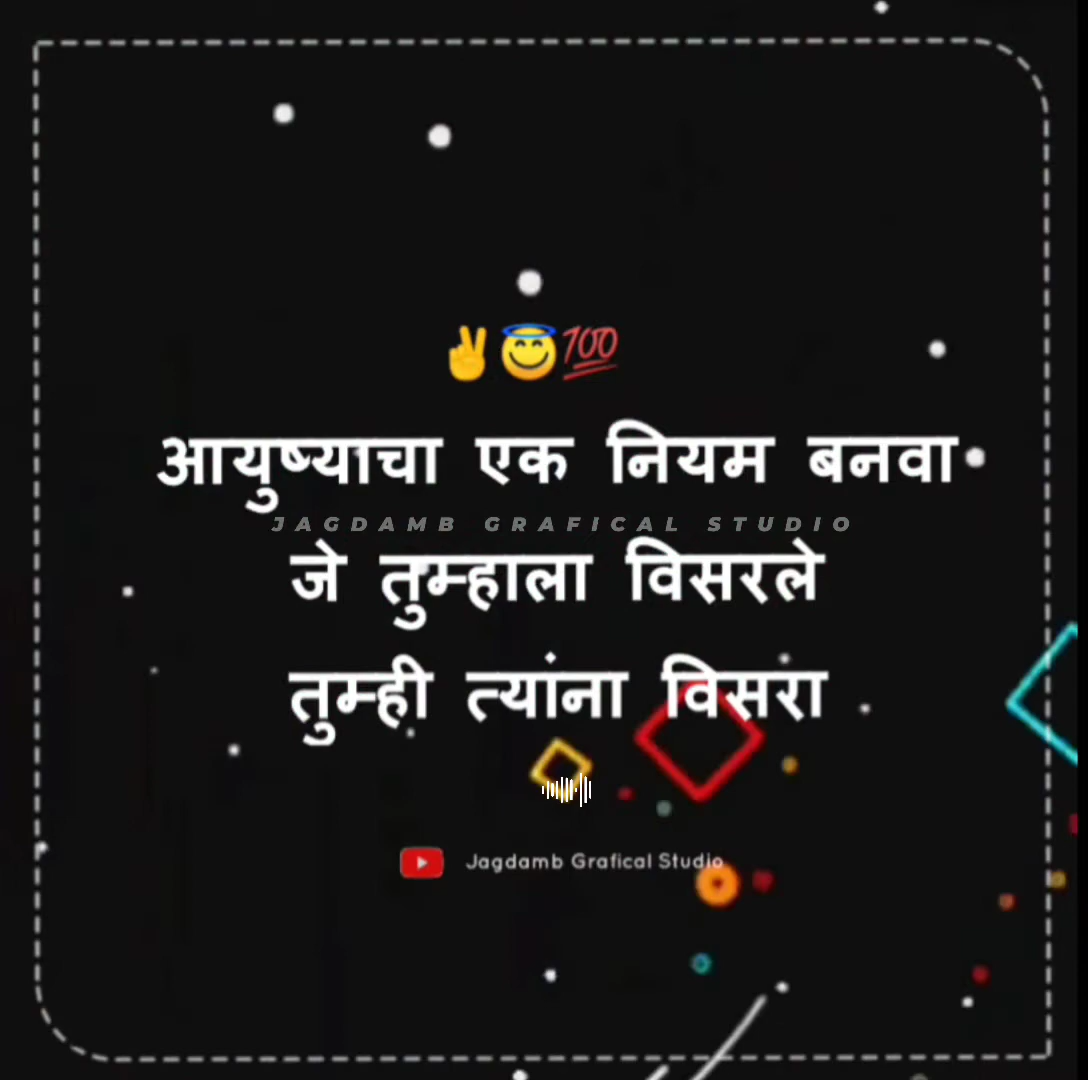 ✌😇💯
आयुष्याचा एक नियम बनवा
JAGDAMB GRAFICAL STUDIO
जे तुम्हाला विसरले
तुम्ही त्यांना विसरा
Jagdamb Grafical Studio